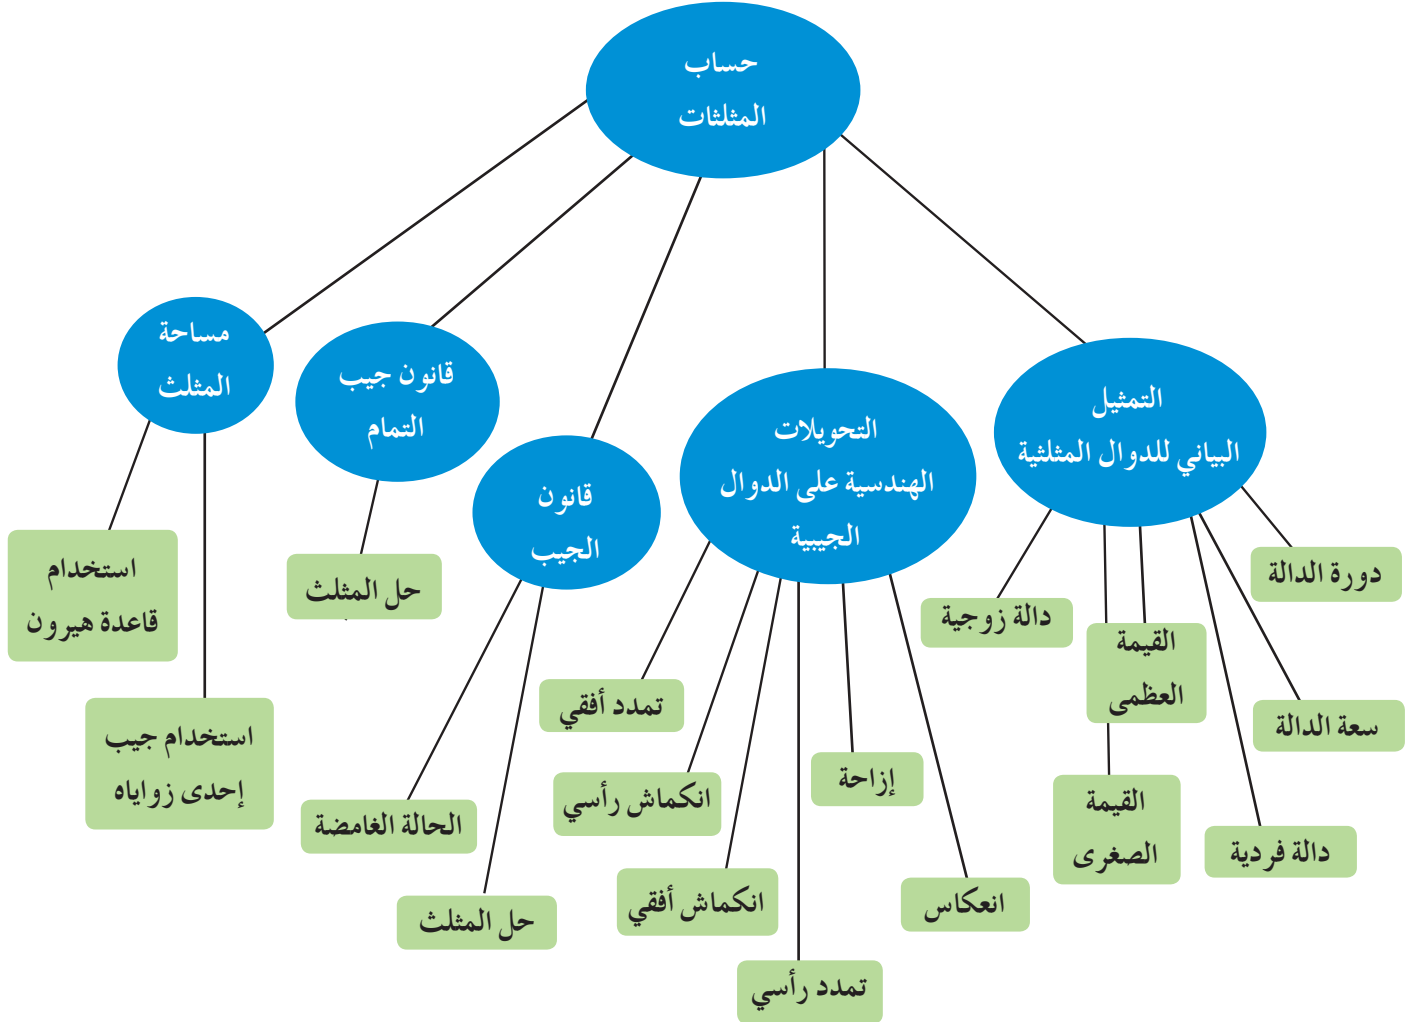 حساب
المثلثات
التمثيل
البياني للدوال المثلثية
دورة الدالة
سعة الدالة
دالة فردية
القيمة
العظمى
القيمة
الصغرى
دالة زوجية
التحويلات
الهندسية على الدوال
الجيبية
انعكاس
إزاحة
تمدد رأسي
انكماش أفقي
انكماش رأسي
تمدد أفقي
قانون
الجيب
حل المثلث
الحالة الغامضة
قانون جيب
التمام
حل المثلث
مساحة
المثلث
استخدام جيب
إحدى زواياه
استخدام
قاعدة هيرون